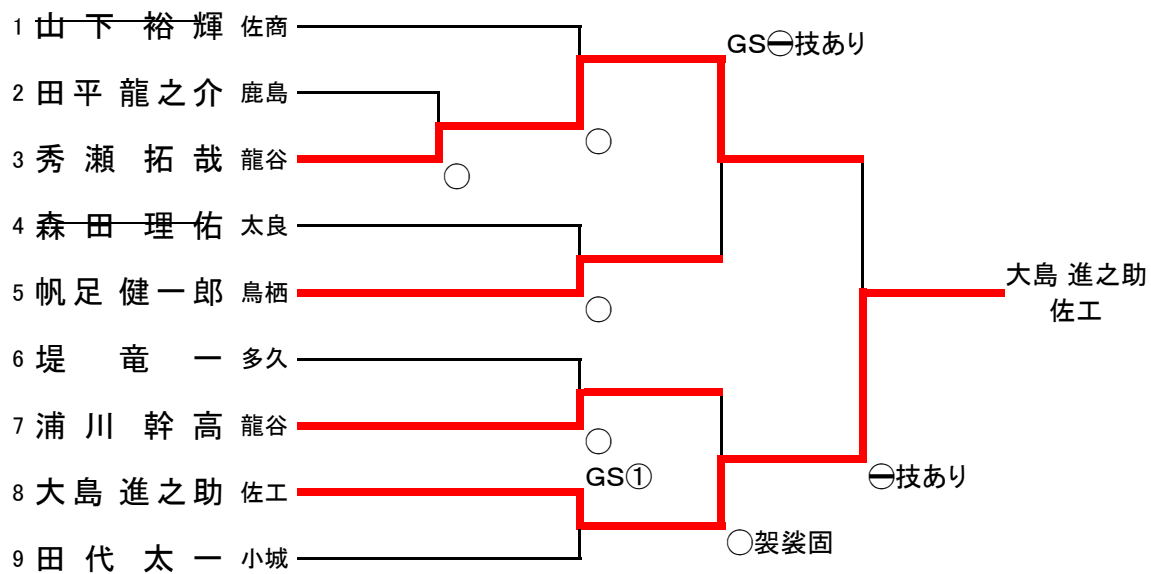 1 山下 裕輝 佐商
GS㊀技あり
2 田平 龍之介 鹿島
○
3 秀瀬 拓哉 龍谷
○
4 森田 理佑 太良
5 帆足 健一郎 鳥栖
○
大島 進之助
佐工
6 堤 竜一 多久
7 浦川 幹高 龍谷
○
GS①
㊀技あり
8 大島 進之助 佐工
○袈裟固
9 田代 太一 小城